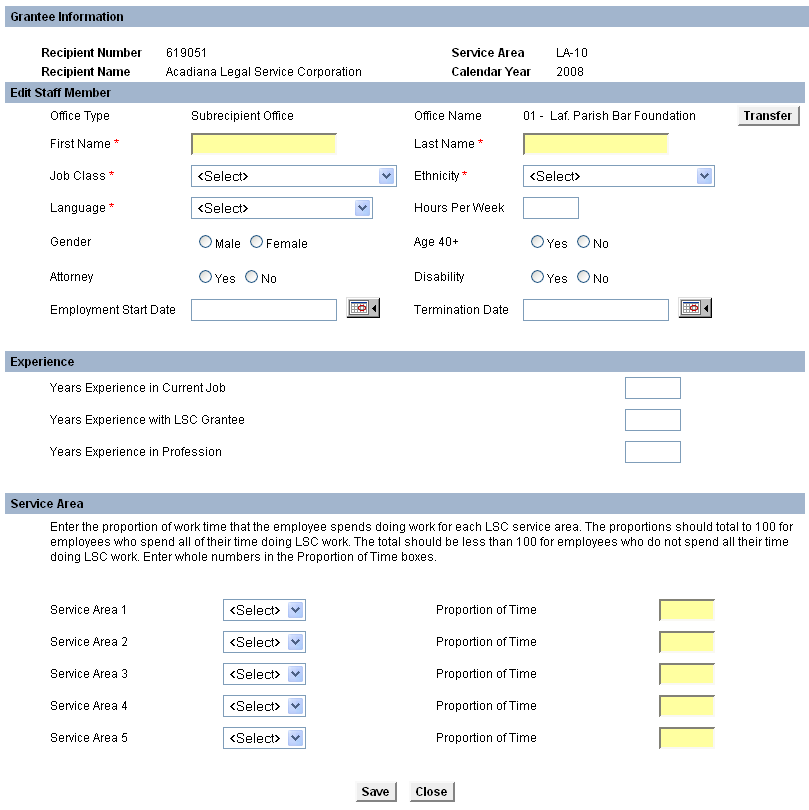 Grantee Information
Recipient Number 619051 Service Area LA-10
Recipient Name Acadiana Legal Service Corporation Calendar Year 2008
Edit Staff Member
Office Type Subrecipient Office Office Name 01 - Laf. Parish Bar Foundation Transfer
First Name * Last Name *
Job Class * <Select> Ethnicity * <Select>
Language * <Select> Hours Per Week
Gender Male Female Age 40+ Yes No
Attorney Yes No Disability Yes No
Employment Start Date Termination Date
Experience
Years Experience in Current Job
Years Experience with LSC Grantee
Years Experience in Profession
Service Area
Enter the proportion of work time that the employee spends doing work for each LSC service area. The proportions should total to 100 for
employees who spend all of their time doing LSC work. The total should be less than 100 for employees who do not spend all their time
doing LSC work. Enter whole numbers in the Proportion of Time boxes.
Service Area 1 <Select> Proportion of Time
Service Area 2 <Select> Proportion of Time
Service Area 3 <Select> Proportion of Time
Service Area 4 <Select> Proportion of Time
Service Area 5 <Select> Proportion of Time
Save Close